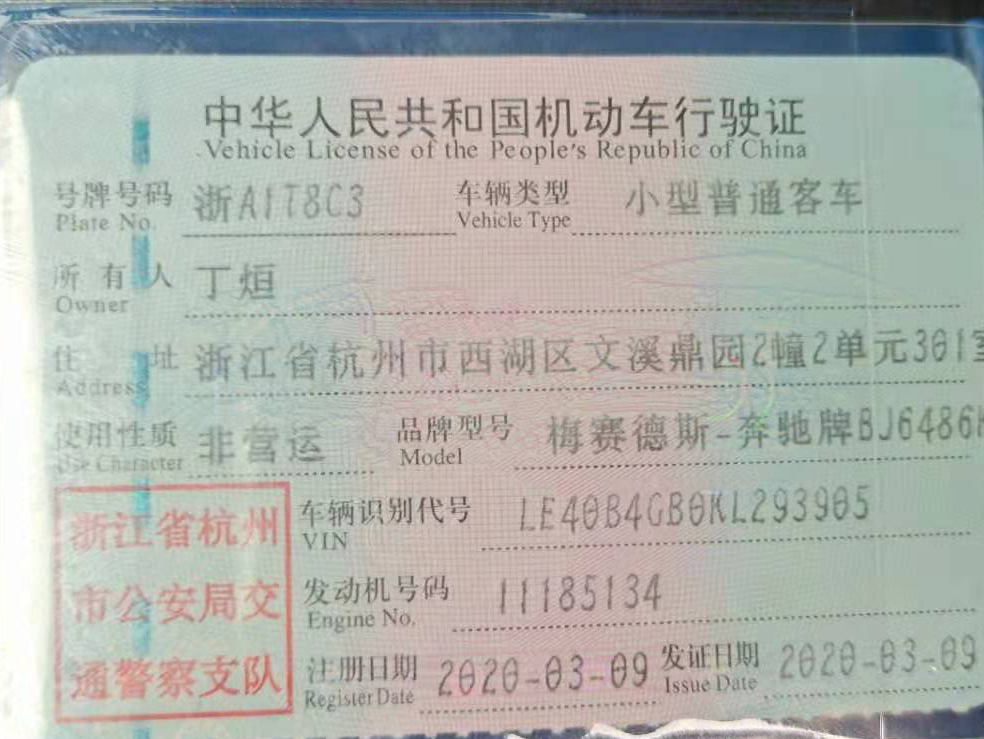 中华人民共和国机动车行驶证
Vehicle License of the People's Republic of China
号牌号码 浙A1T8C3 车辆类型 小型普通客车
Plate No. Vehicle Type
所有人 丁烜
Owner
住址 浙江省杭州市西湖区文溪鼎园2幢2单元301室
Address
使用性质 非营运 品牌型号 梅赛德斯-奔驰牌BJ6486
Use Character Model
浙江省杭州
市公安局交
通警察支队
车辆识别代号 LE40B4GB0KL293905
VIN
发动机号码 11185134
Engine No.
注册日期 2020-03-09 发证日期 2020-03-09
Register Date Issue Date